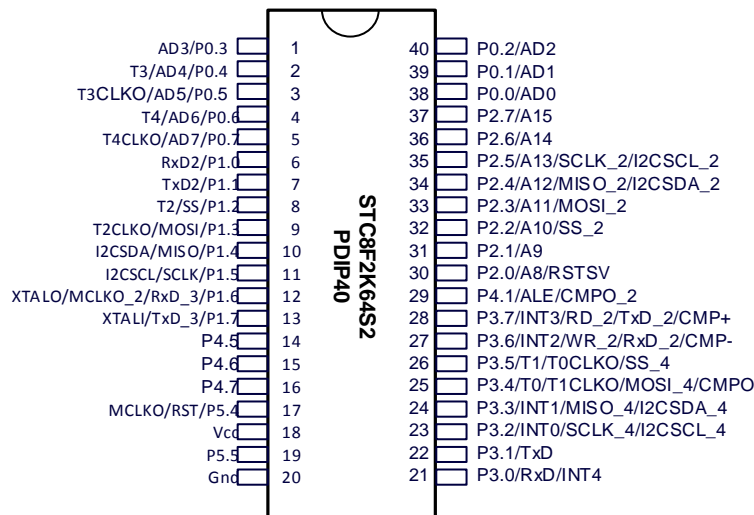 AD3/P0.3 1 40 P0.2/AD2
T3/AD4/P0.4 2 39 P0.1/AD1
T3CLKO/AD5/P0.5 3 38 P0.0/AD0
T4/AD6/P0.6 4 37 P2.7/A15
T4CLKO/AD7/P0.7 5 36 P2.6/A14
RxD2/P1.0 6 35 P2.5/A13/SCLK_2/I2CSCL_2
TxD2/P1.1 7 34 P2.4/A12/MISO_2/I2CSDA_2
T2/SS/P1.2 8 33 P2.3/A11/MOSI_2
T2CLKO/MOSI/P1.3 9 32 P2.2/A10/SS_2
I2CSDA/MISO/P1.4 10 31 P2.1/A9
I2CSCL/SCLK/P1.5 11 30 P2.0/A8/RSTSV
XTALO/MCLKO_2/RxD_3/P1.6 12 29 P4.1/ALE/CMPO_2
XTALI/TxD_3/P1.7 13 28 P3.7/INT3/RD_2/TxD_2/CMP+
P4.5 14 27 P3.6/INT2/WR_2/RxD_2/CMP-
P4.6 15 26 P3.5/T1/T0CLKO/SS_4
P4.7 16 25 P3.4/T0/T1CLKO/MOSI_4/CMPO
MCLKO/RST/P5.4 17 24 P3.3/INT1/MISO_4/I2CSDA_4
Vcc 18 23 P3.2/INT0/SCLK_4/I2CSCL_4
P5.5 19 22 P3.1/TxD
Gnd 20 21 P3.0/RxD/INT4
STC8F2K64S2
PDIP40